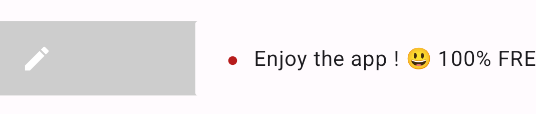 Enjoy the app ! 😃 100% FRE